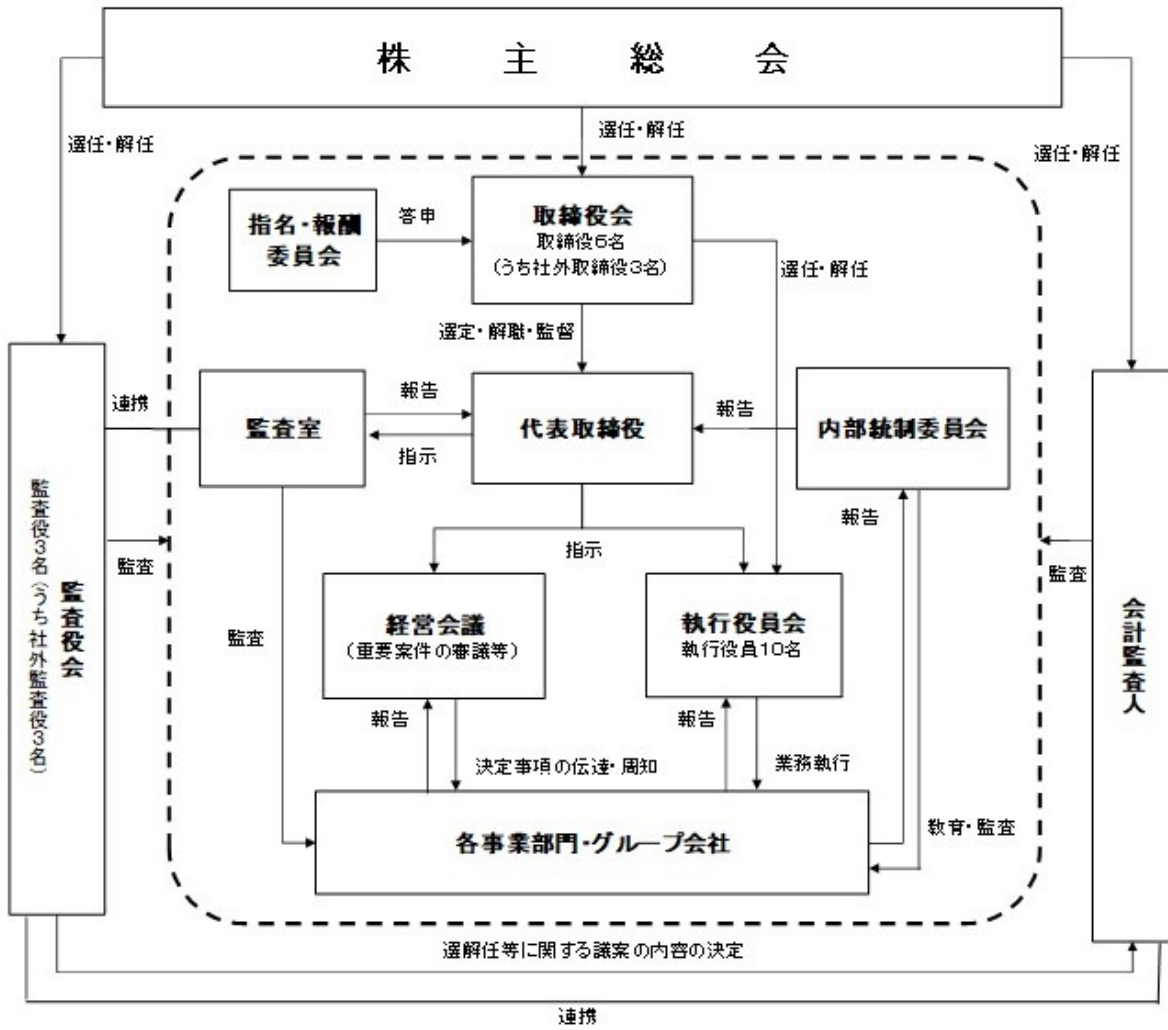 株主総会
選任・解任
選任・解任
選任・解任
指名・報酬
委員会
答申
取締役会
取締役6名
(うち社外取締役3名)
選任・解任
選定・解職・監督
連携
監査室
報告
指示
代表取締役
報告
内部統制委員会
監査役会
監査役3名(うち社外監査役3名)
監査
監査
指示
報告
監査
会計監査人
経営会議
(重要案件の審議等)
執行役員会
執行役員10名
報告
決定事項の伝達・周知
報告
業務執行
教育・監査
各事業部門・グループ会社
選解任等に関する議案の内容の決定
連携